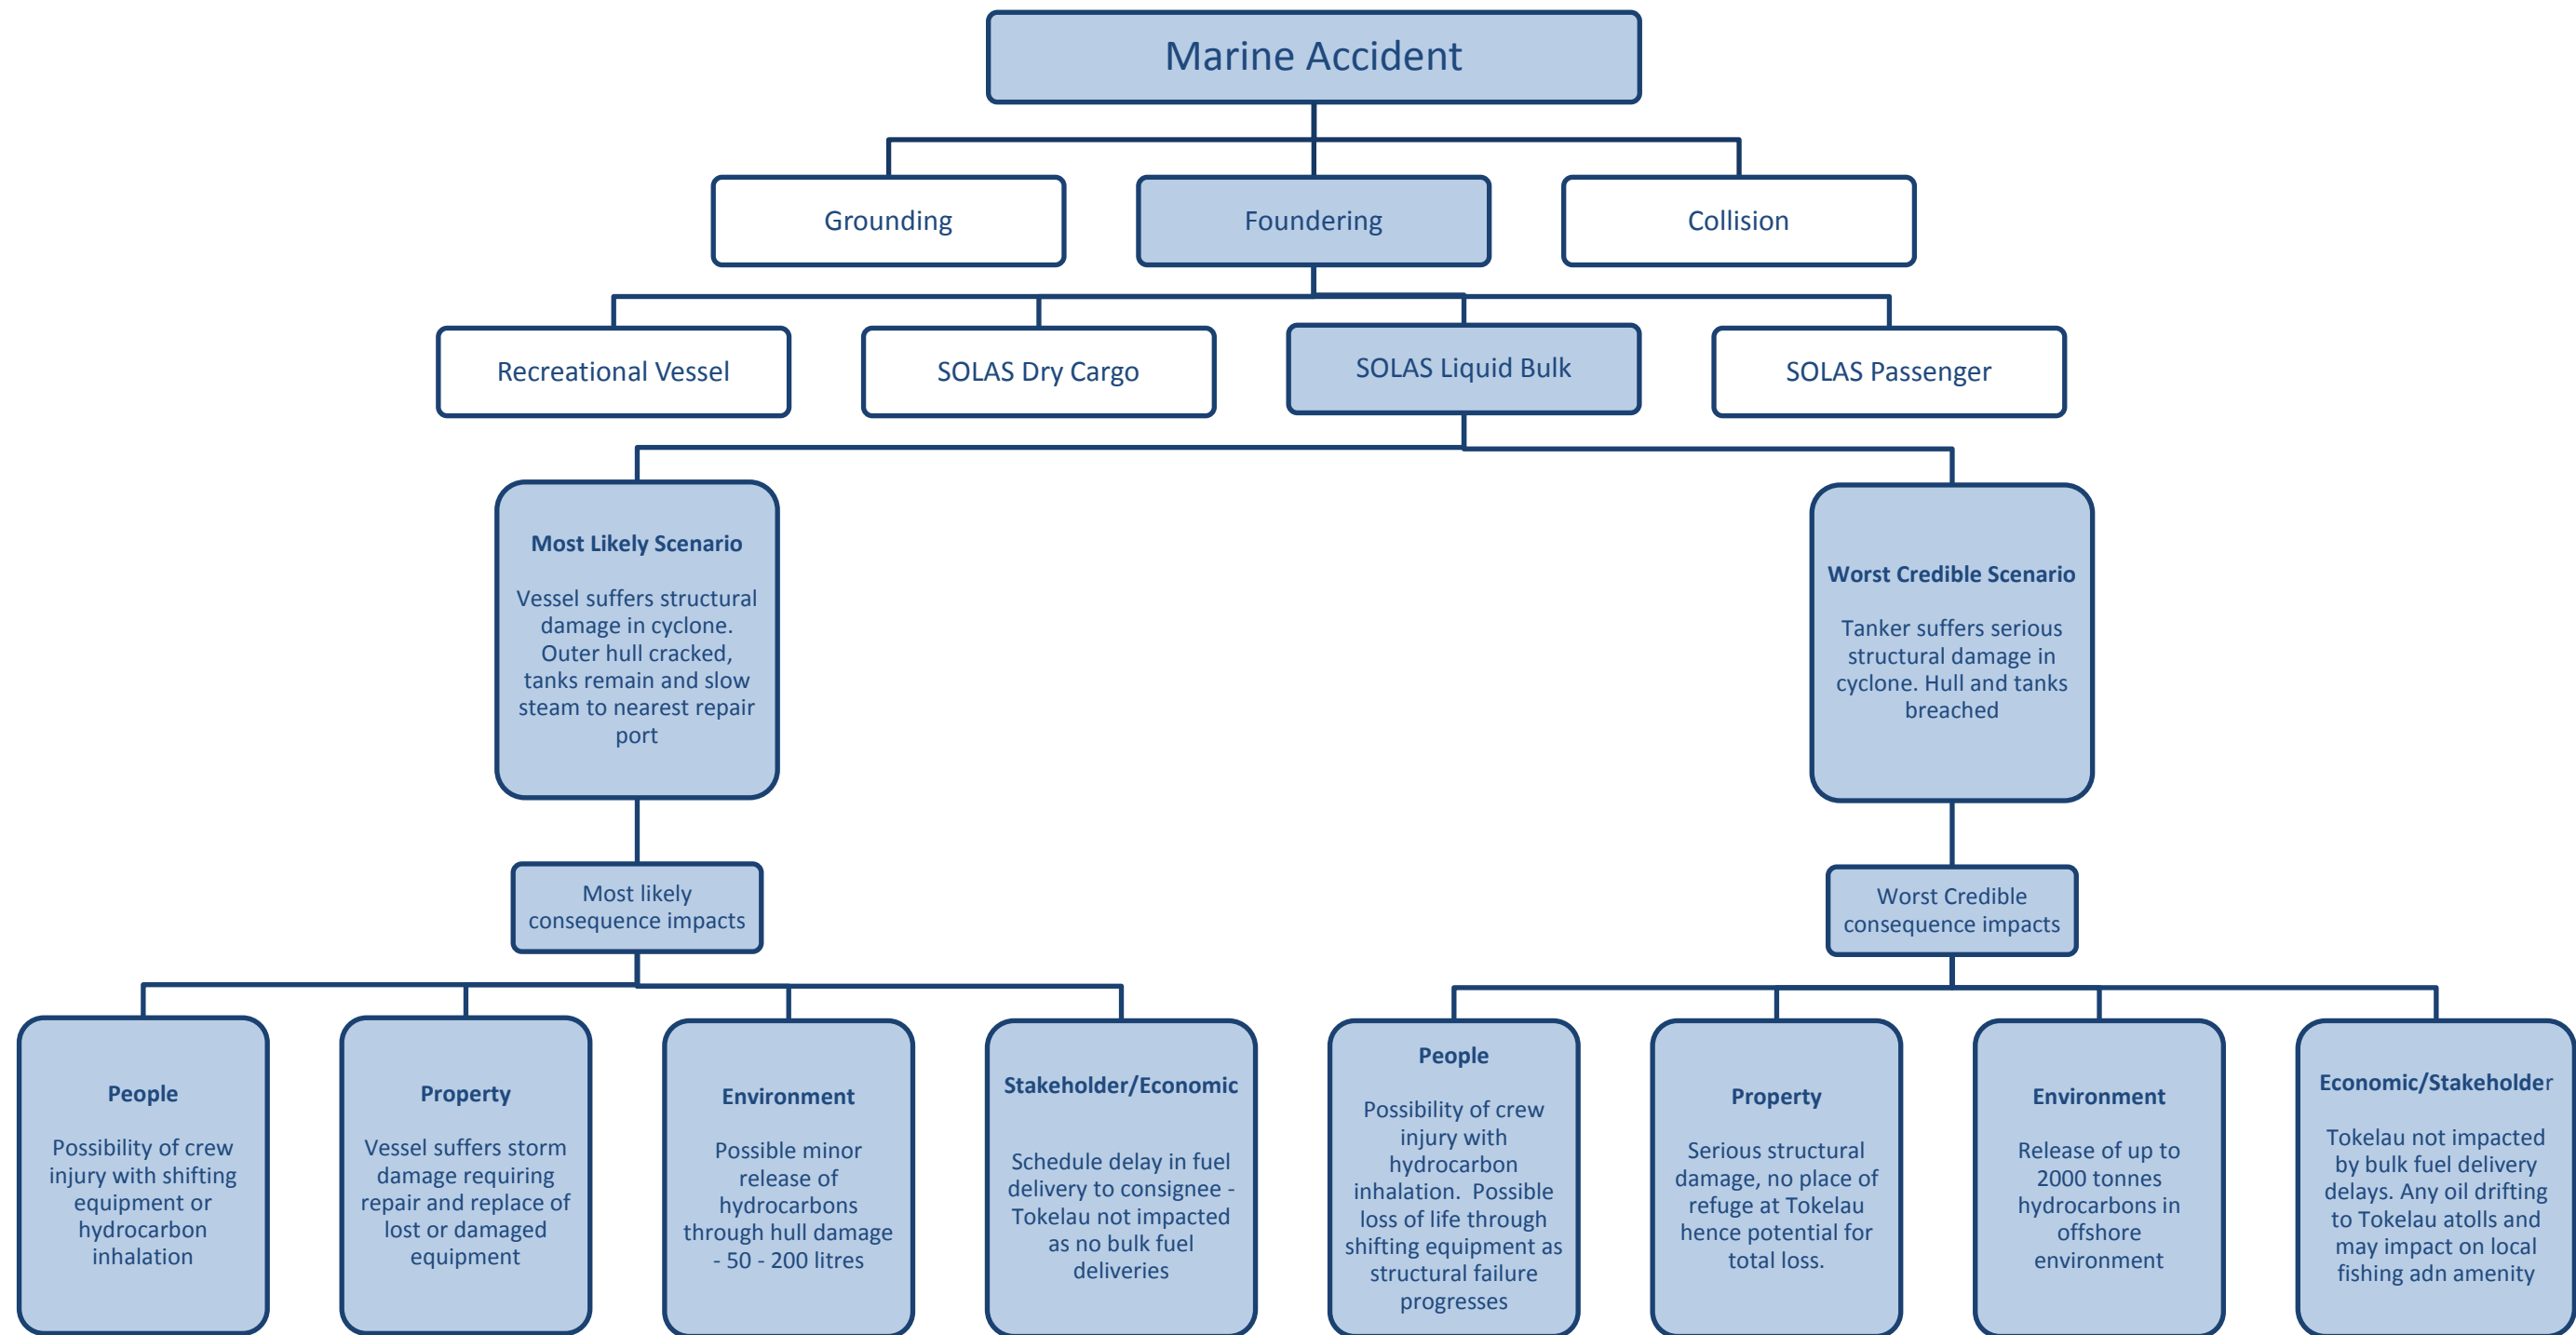 Marine Accident
Grounding
Foundering
Collision
Recreational Vessel
SOLAS Dry Cargo
SOLAS Liquid Bulk
SOLAS Passenger
Most Likely Scenario
Vessel suffers structural
damage in cyclone.
Outer hull cracked,
tanks remain and slow
steam to nearest repair
port
Worst Credible Scenario
Tanker suffers serious
structural damage in
cyclone. Hull and tanks
breached
Most likely
consequence impacts
Worst Credible
consequence impacts
People
Possibility of crew
injury with shifting
equipment or
hydrocarbon
inhalation
Property
Vessel suffers storm
damage requiring
repair and replace of
lost or damaged
equipment
Environment
Possible minor
release of
hydrocarbons
through hull damage
- 50 - 200 litres
Stakeholder/Economic
Schedule delay in fuel
delivery to consignee -
Tokelau not impacted
as no bulk fuel
deliveries
People
Possibility of crew
injury with
hydrocarbon
inhalation.  Possible
loss of life through
shifting equipment as
structural failure
progresses
Property
Serious structural
damage, no place of
refuge at Tokelau
hence potential for
total loss.
Environment
Release of up to
2000 tonnes
hydrocarbons in
offshore
environment
Economic/Stakeholder
Tokelau not impacted
by bulk fuel delivery
delays. Any oil drifting
to Tokelau atolls and
may impact on local
fishing adn amenity